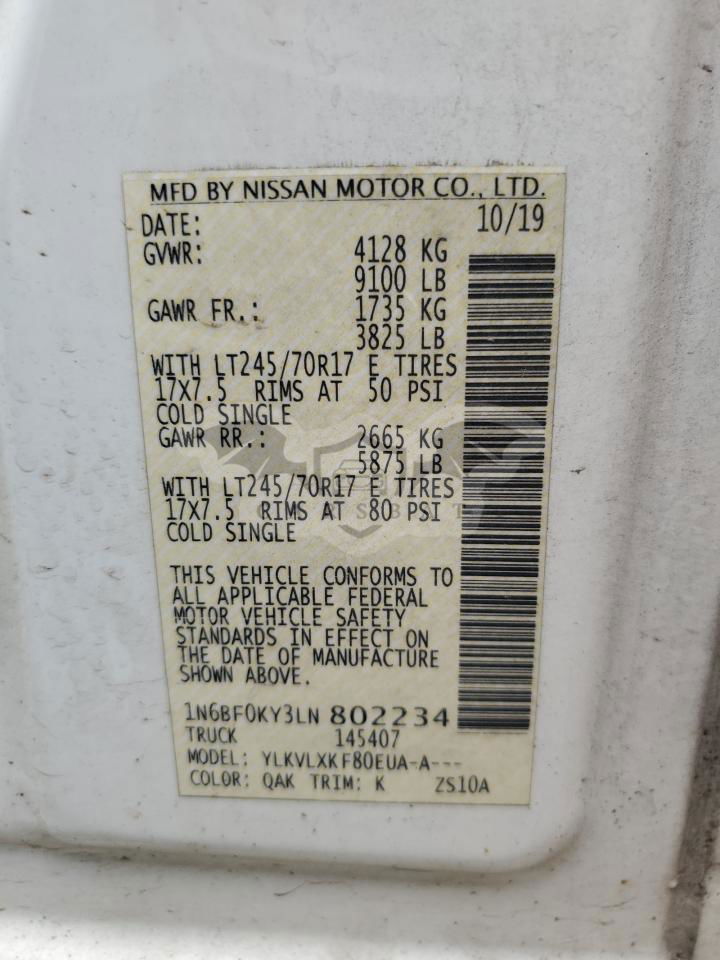 MFD BY NISSAN MOTOR CO., LTD.
DATE: 10/19
GVWR: 4128 KG
9100 LB
GAWR FR.: 1735 KG
3825 LB
WITH LT245/70R17 E TIRES
17X7.5 RIMS AT 50 PSI
COLD SINGLE
GAWR RR.: 2665 KG
5875 LB
WITH LT245/70R17 E TIRES
17X7.5 RIMS AT 80 PSI
COLD SINGLE
THIS VEHICLE CONFORMS TO
ALL APPLICABLE FEDERAL
MOTOR VEHICLE SAFETY
STANDARDS IN EFFECT ON
THE DATE OF MANUFACTURE
SHOWN ABOVE.
1N6BF0KY3LN 802234
TRUCK 145407
MODEL: YLKVLXKF80EUA-A---
COLOR: QAK TRIM: K ZS10A